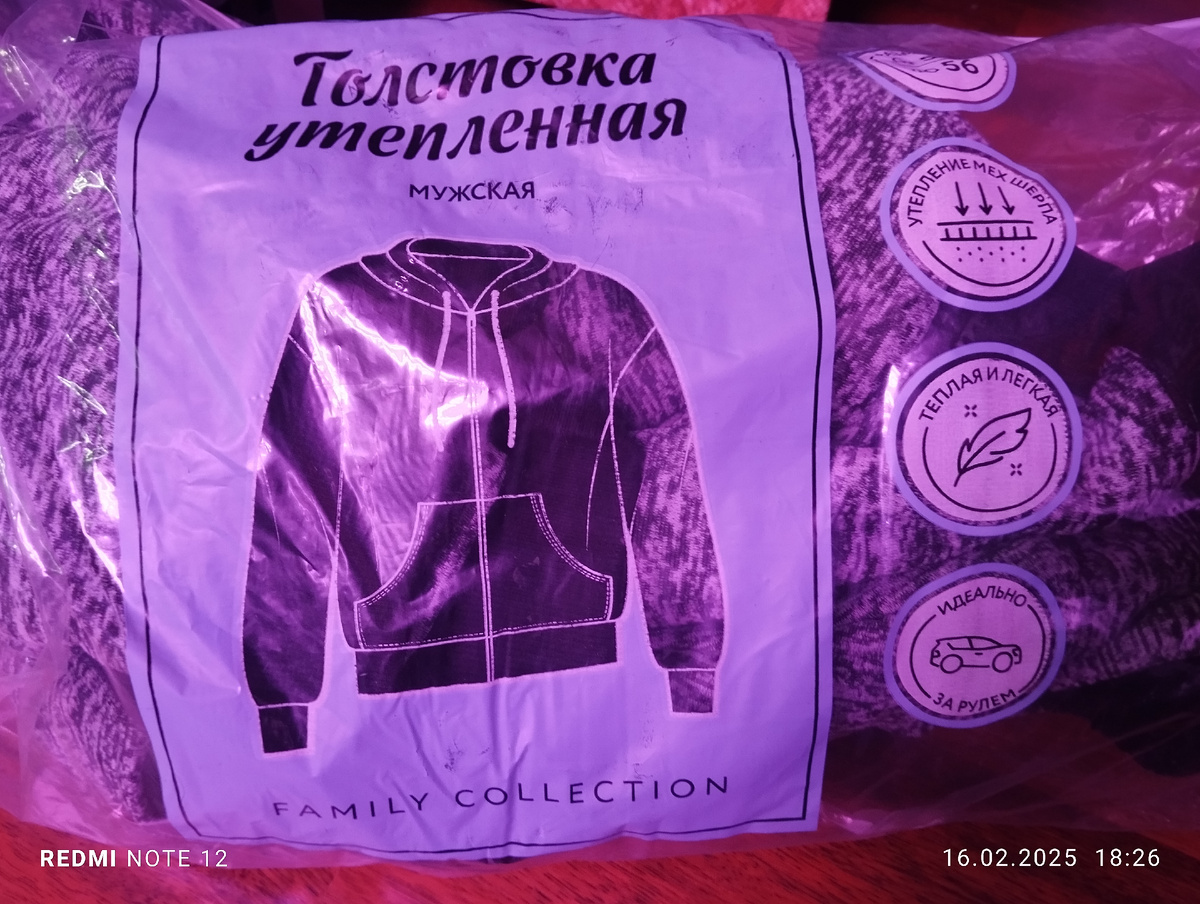 Толстовка
утепленная
МУЖСКАЯ
FAMILY COLLECTION
56
УТЕПЛЕНИЕ МЕХ ШЕРПА
ТЕПЛАЯ И ЛЕГКАЯ
ИДЕАЛЬНО
ЗА РУЛЕМ
REDMI NOTE 12
16.02.2025 18:26